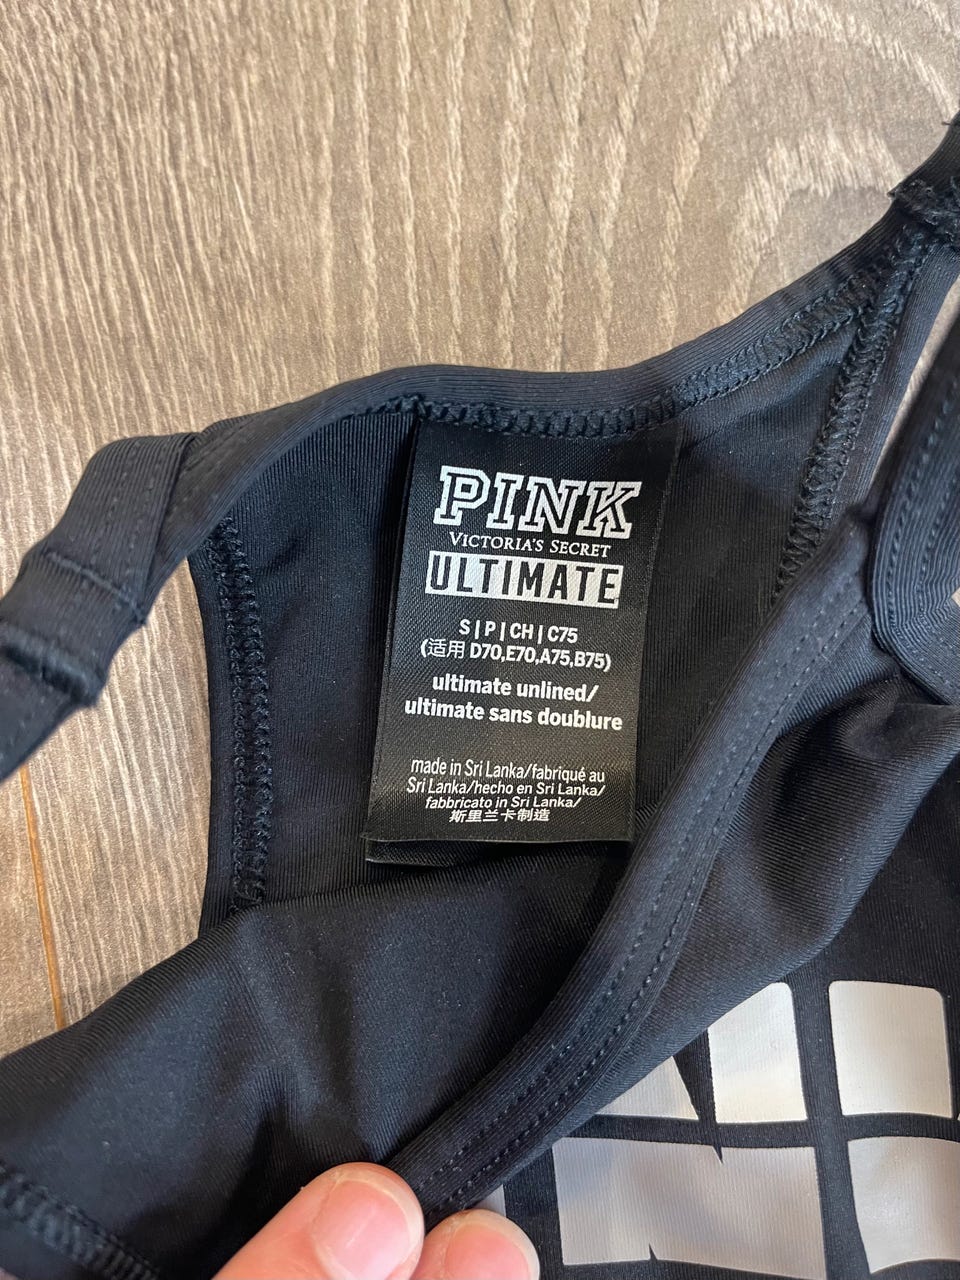 PINK
VICTORIA'S SECRET
ULTIMATE
S | P | CH | C75
(适用 D70,E70,A75,B75)
ultimate unlined/
ultimate sans doublure
made in Sri Lanka/fabriqué au
Sri Lanka/hecho en Sri Lanka/
fabbricato in Sri Lanka/
斯里兰卡制造